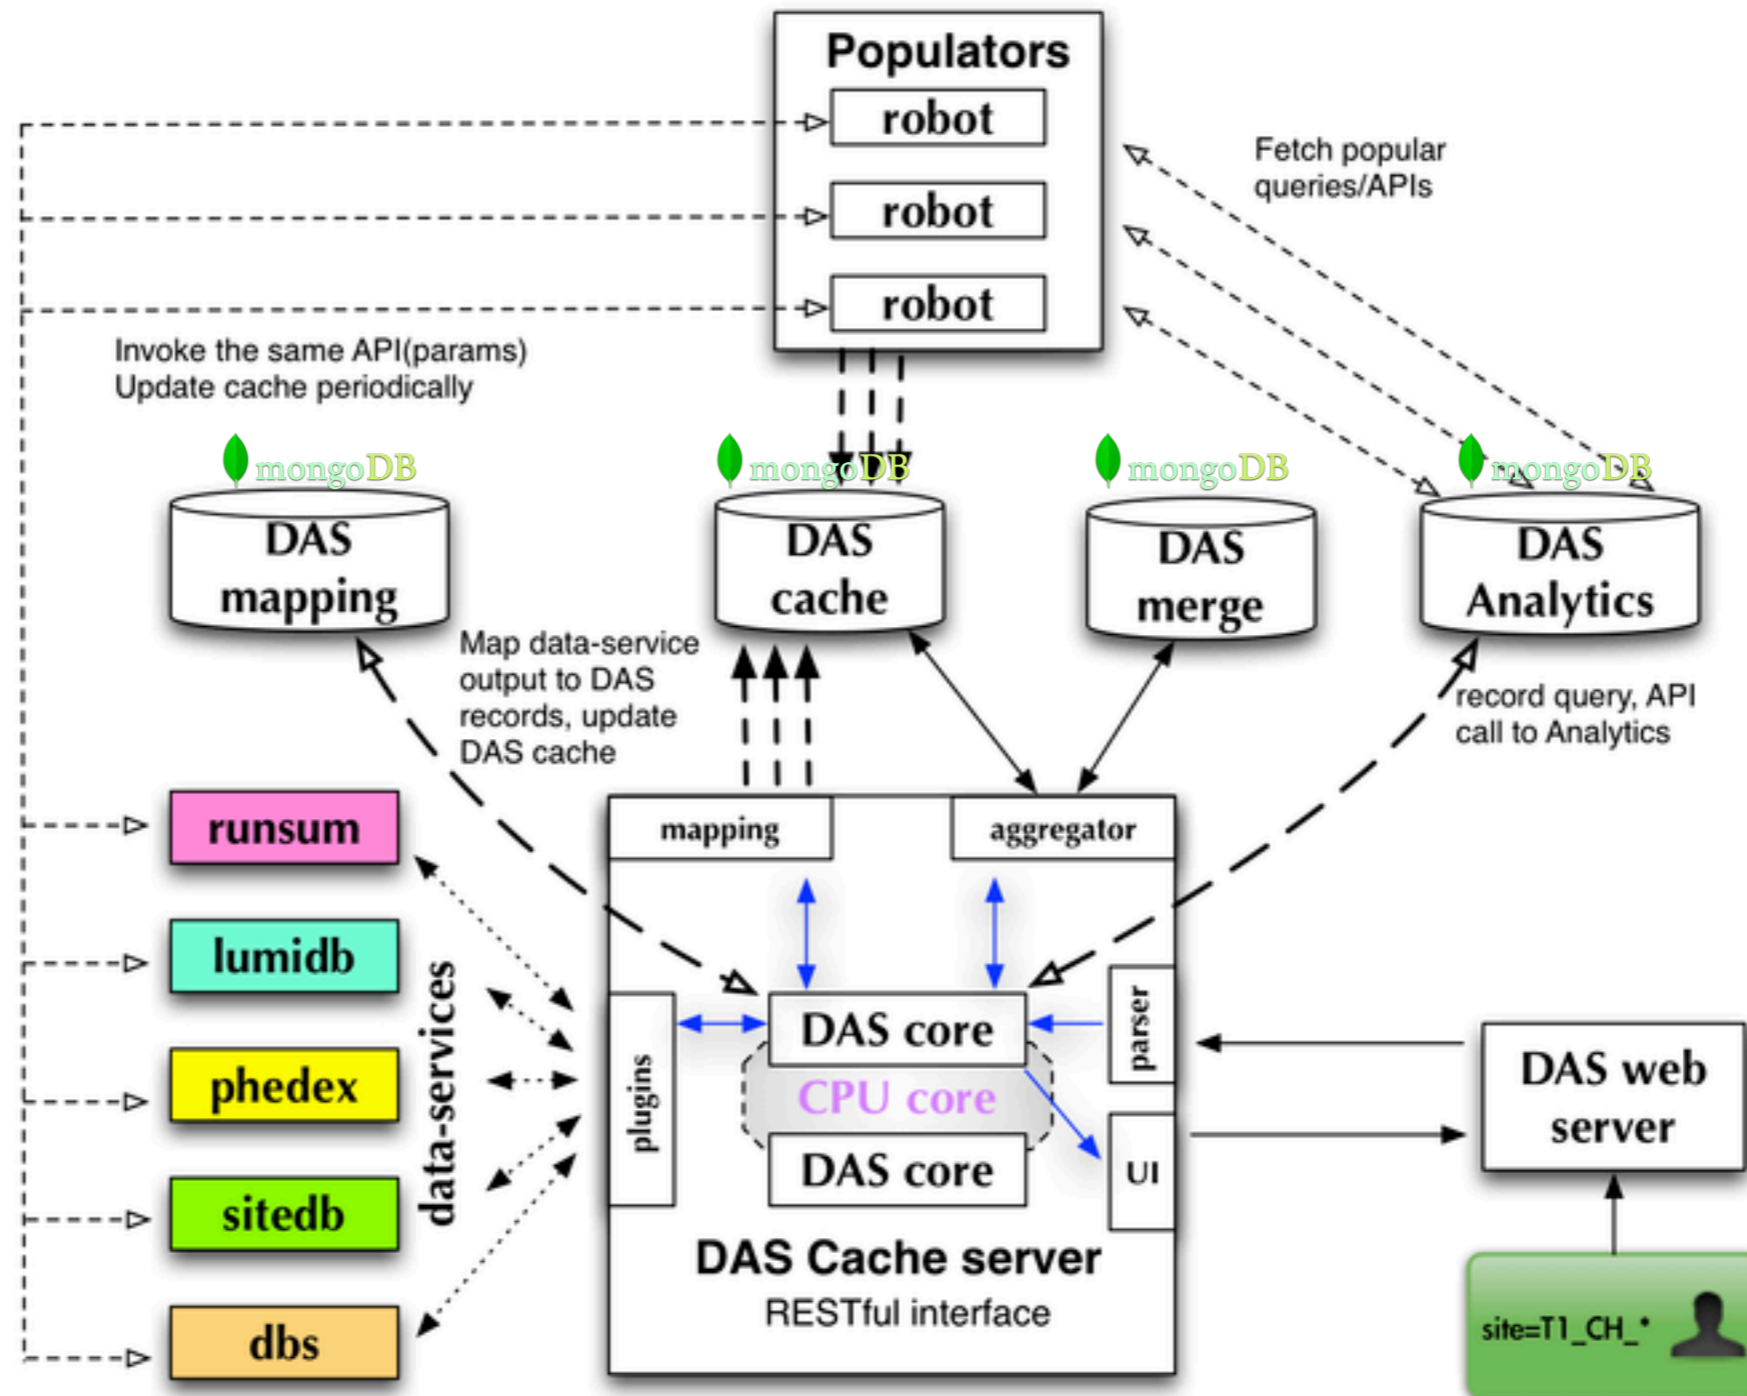 Populators
robot
robot
robot
Fetch popular
queries/APIs
Invoke the same API(params)
Update cache periodically
mongoDB
mongoDB
mongoDB
mongoDB
DAS
mapping
DAS
cache
DAS
merge
DAS
Analytics
Map data-service
output to DAS
records, update
DAS cache
record query, API
call to Analytics
runsum
lumidb
phedex
sitedb
dbs
data-services
mapping
aggregator
plugins
parser
UI
DAS core
CPU core
DAS core
DAS Cache server
RESTful interface
DAS web
server
site=T1_CH_*